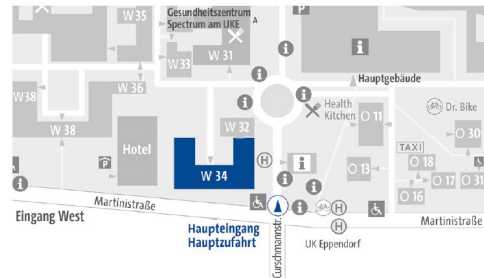 W 35
Gesundheitszentrum
Spectrum am UKE
A
P
i
W 31
W 33
i
Hauptgebäude
W38
W 36
i
i
i
Health
Kitchen
Dr. Bike
O 11
W 38
W 32
O 30
Hotel
TAXI
P
H
i
i
O 13
O 18
W 34
O 17
O 31
O 16
i
i
i
i
H
Martinistraße
Eingang West
Martinistraße
Haupteingang
Hauptzufahrt
H
UK Eppendorf
Curschmannstr.